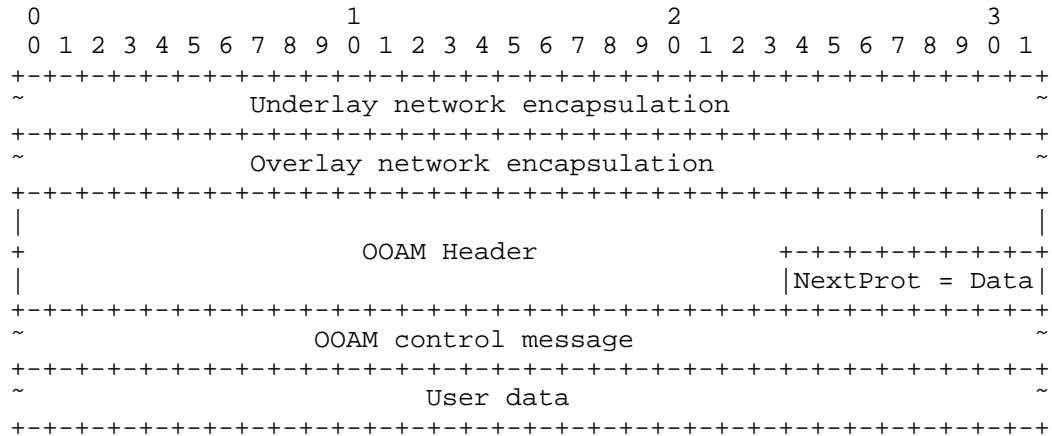 0                   1                   2                   3
 0 1 2 3 4 5 6 7 8 9 0 1 2 3 4 5 6 7 8 9 0 1 2 3 4 5 6 7 8 9 0 1
+-+-+-+-+-+-+-+-+-+-+-+-+-+-+-+-+-+-+-+-+-+-+-+-+-+-+-+-+-+-+-+-+
~              Underlay network encapsulation                   ~
+-+-+-+-+-+-+-+-+-+-+-+-+-+-+-+-+-+-+-+-+-+-+-+-+-+-+-+-+-+-+-+-+
~              Overlay network encapsulation                    ~
+-+-+-+-+-+-+-+-+-+-+-+-+-+-+-+-+-+-+-+-+-+-+-+-+-+-+-+-+-+-+-+-+
|                                                               |
+                     OOAM Header               +-+-+-+-+-+-+-+-+
|                                               |NextProt = Data|
+-+-+-+-+-+-+-+-+-+-+-+-+-+-+-+-+-+-+-+-+-+-+-+-+-+-+-+-+-+-+-+-+
~                  OOAM control message                         ~
+-+-+-+-+-+-+-+-+-+-+-+-+-+-+-+-+-+-+-+-+-+-+-+-+-+-+-+-+-+-+-+-+
~                         User data                             ~
+-+-+-+-+-+-+-+-+-+-+-+-+-+-+-+-+-+-+-+-+-+-+-+-+-+-+-+-+-+-+-+-+